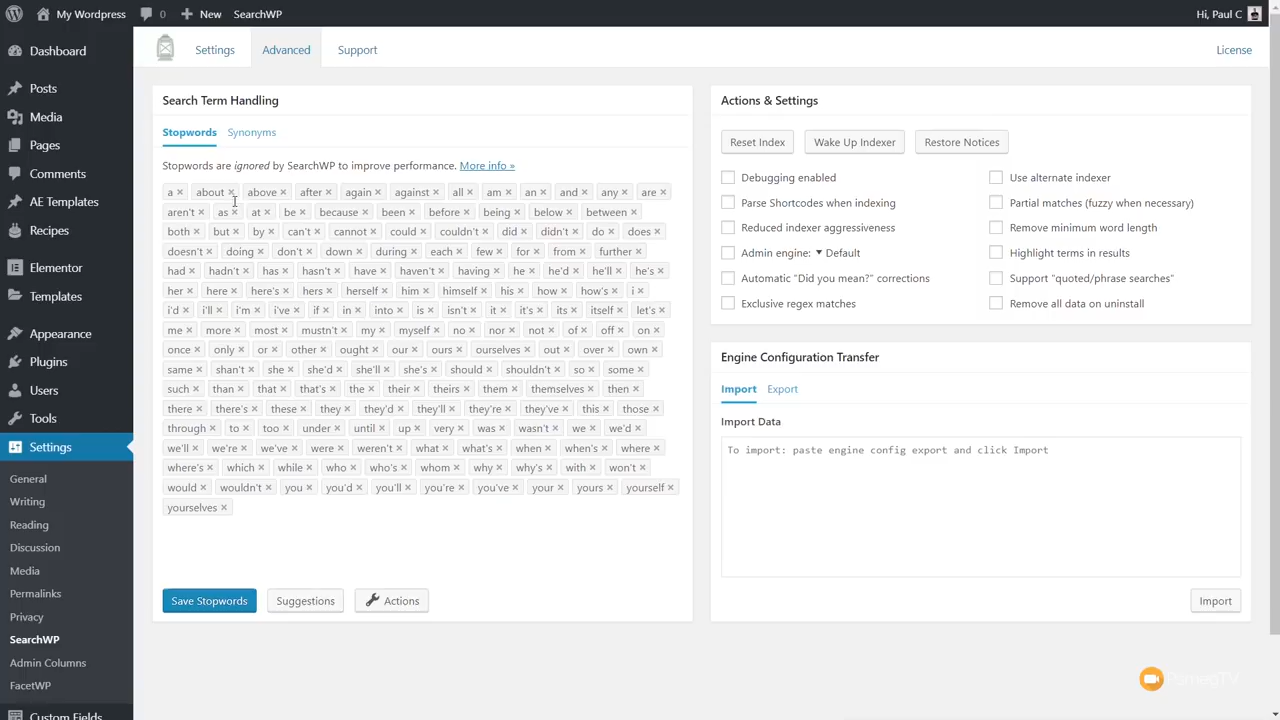 My Wordpress 0 New SearchWP Hi, Paul C
Dashboard
Posts
Media
Pages
Comments
AE Templates
Recipes
Elementor
Templates
Appearance
Plugins
Users
Tools
Settings
General
Writing
Reading
Discussion
Media
Permalinks
Privacy
SearchWP
Admin Columns
FacetWP
Custom Fields
Settings Advanced Support License
Search Term Handling
Stopwords Synonyms
Stopwords are ignored by SearchWP to improve performance. More info »
a × about × above × after × again × against × all × am × an × and × any × are ×
aren't × as × at × be × because × been × before × being × below × between ×
both × but × by × can't × cannot × could × couldn't × did × didn't × do × does ×
doesn't × doing × don't × down × during × each × few × for × from × further ×
had × hadn't × has × hasn't × have × haven't × having × he × he'd × he'll × he's ×
her × here × here's × hers × herself × him × himself × his × how × how's × i ×
i'd × i'll × i'm × i've × if × in × into × is × isn't × it × it's × its × itself × let's ×
me × more × most × mustn't × my × myself × no × nor × not × of × off × on ×
once × only × or × other × ought × our × ours × ourselves × out × over × own ×
same × shan't × she × she'd × she'll × she's × should × shouldn't × so × some ×
such × than × that × that's × the × their × theirs × them × themselves × then ×
there × there's × these × they × they'd × they'll × they're × they've × this × those ×
through × to × too × under × until × up × very × was × wasn't × we × we'd ×
we'll × we're × we've × were × weren't × what × what's × when × when's × where ×
where's × which × while × who × who's × whom × why × why's × with × won't ×
would × wouldn't × you × you'd × you'll × you're × you've × your × yours × yourself ×
yourselves ×
Save Stopwords Suggestions Actions
Actions & Settings
Reset Index Wake Up Indexer Restore Notices
Debugging enabled Use alternate indexer
Parse Shortcodes when indexing Partial matches (fuzzy when necessary)
Reduced indexer aggressiveness Remove minimum word length
Admin engine: Default Highlight terms in results
Automatic "Did you mean?" corrections Support "quoted/phrase searches"
Exclusive regex matches Remove all data on uninstall
Engine Configuration Transfer
Import Export
Import Data
To import: paste engine config export and click Import
Import
PsmegTV